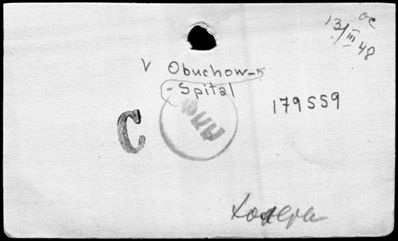 13/III 48
v Obuchow-
-Spital
179559
C